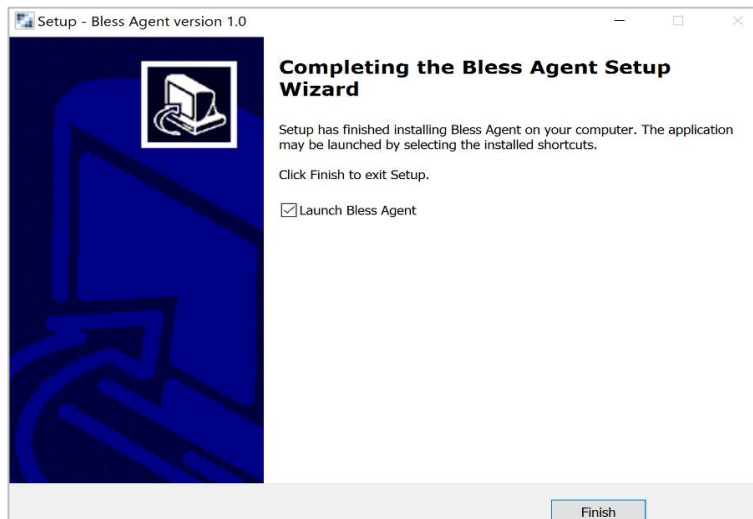 Setup - Bless Agent version 1.0
Completing the Bless Agent Setup
Wizard
Setup has finished installing Bless Agent on your computer. The application
may be launched by selecting the installed shortcuts.
Click Finish to exit Setup.
Launch Bless Agent
Finish